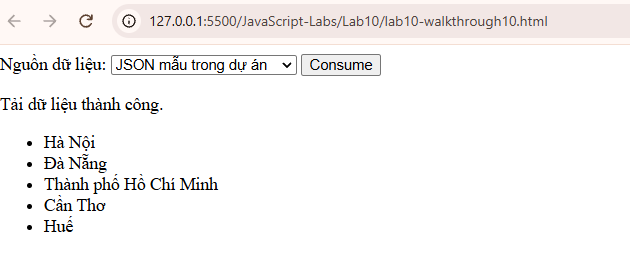 127.0.0.1:5500/JavaScript-Labs/Lab10/lab10-walkthrough10.html
Nguồn dữ liệu: JSON mẫu trong dự án Consume
Tải dữ liệu thành công.
Hà Nội
Đà Nẵng
Thành phố Hồ Chí Minh
Cần Thơ
Huế